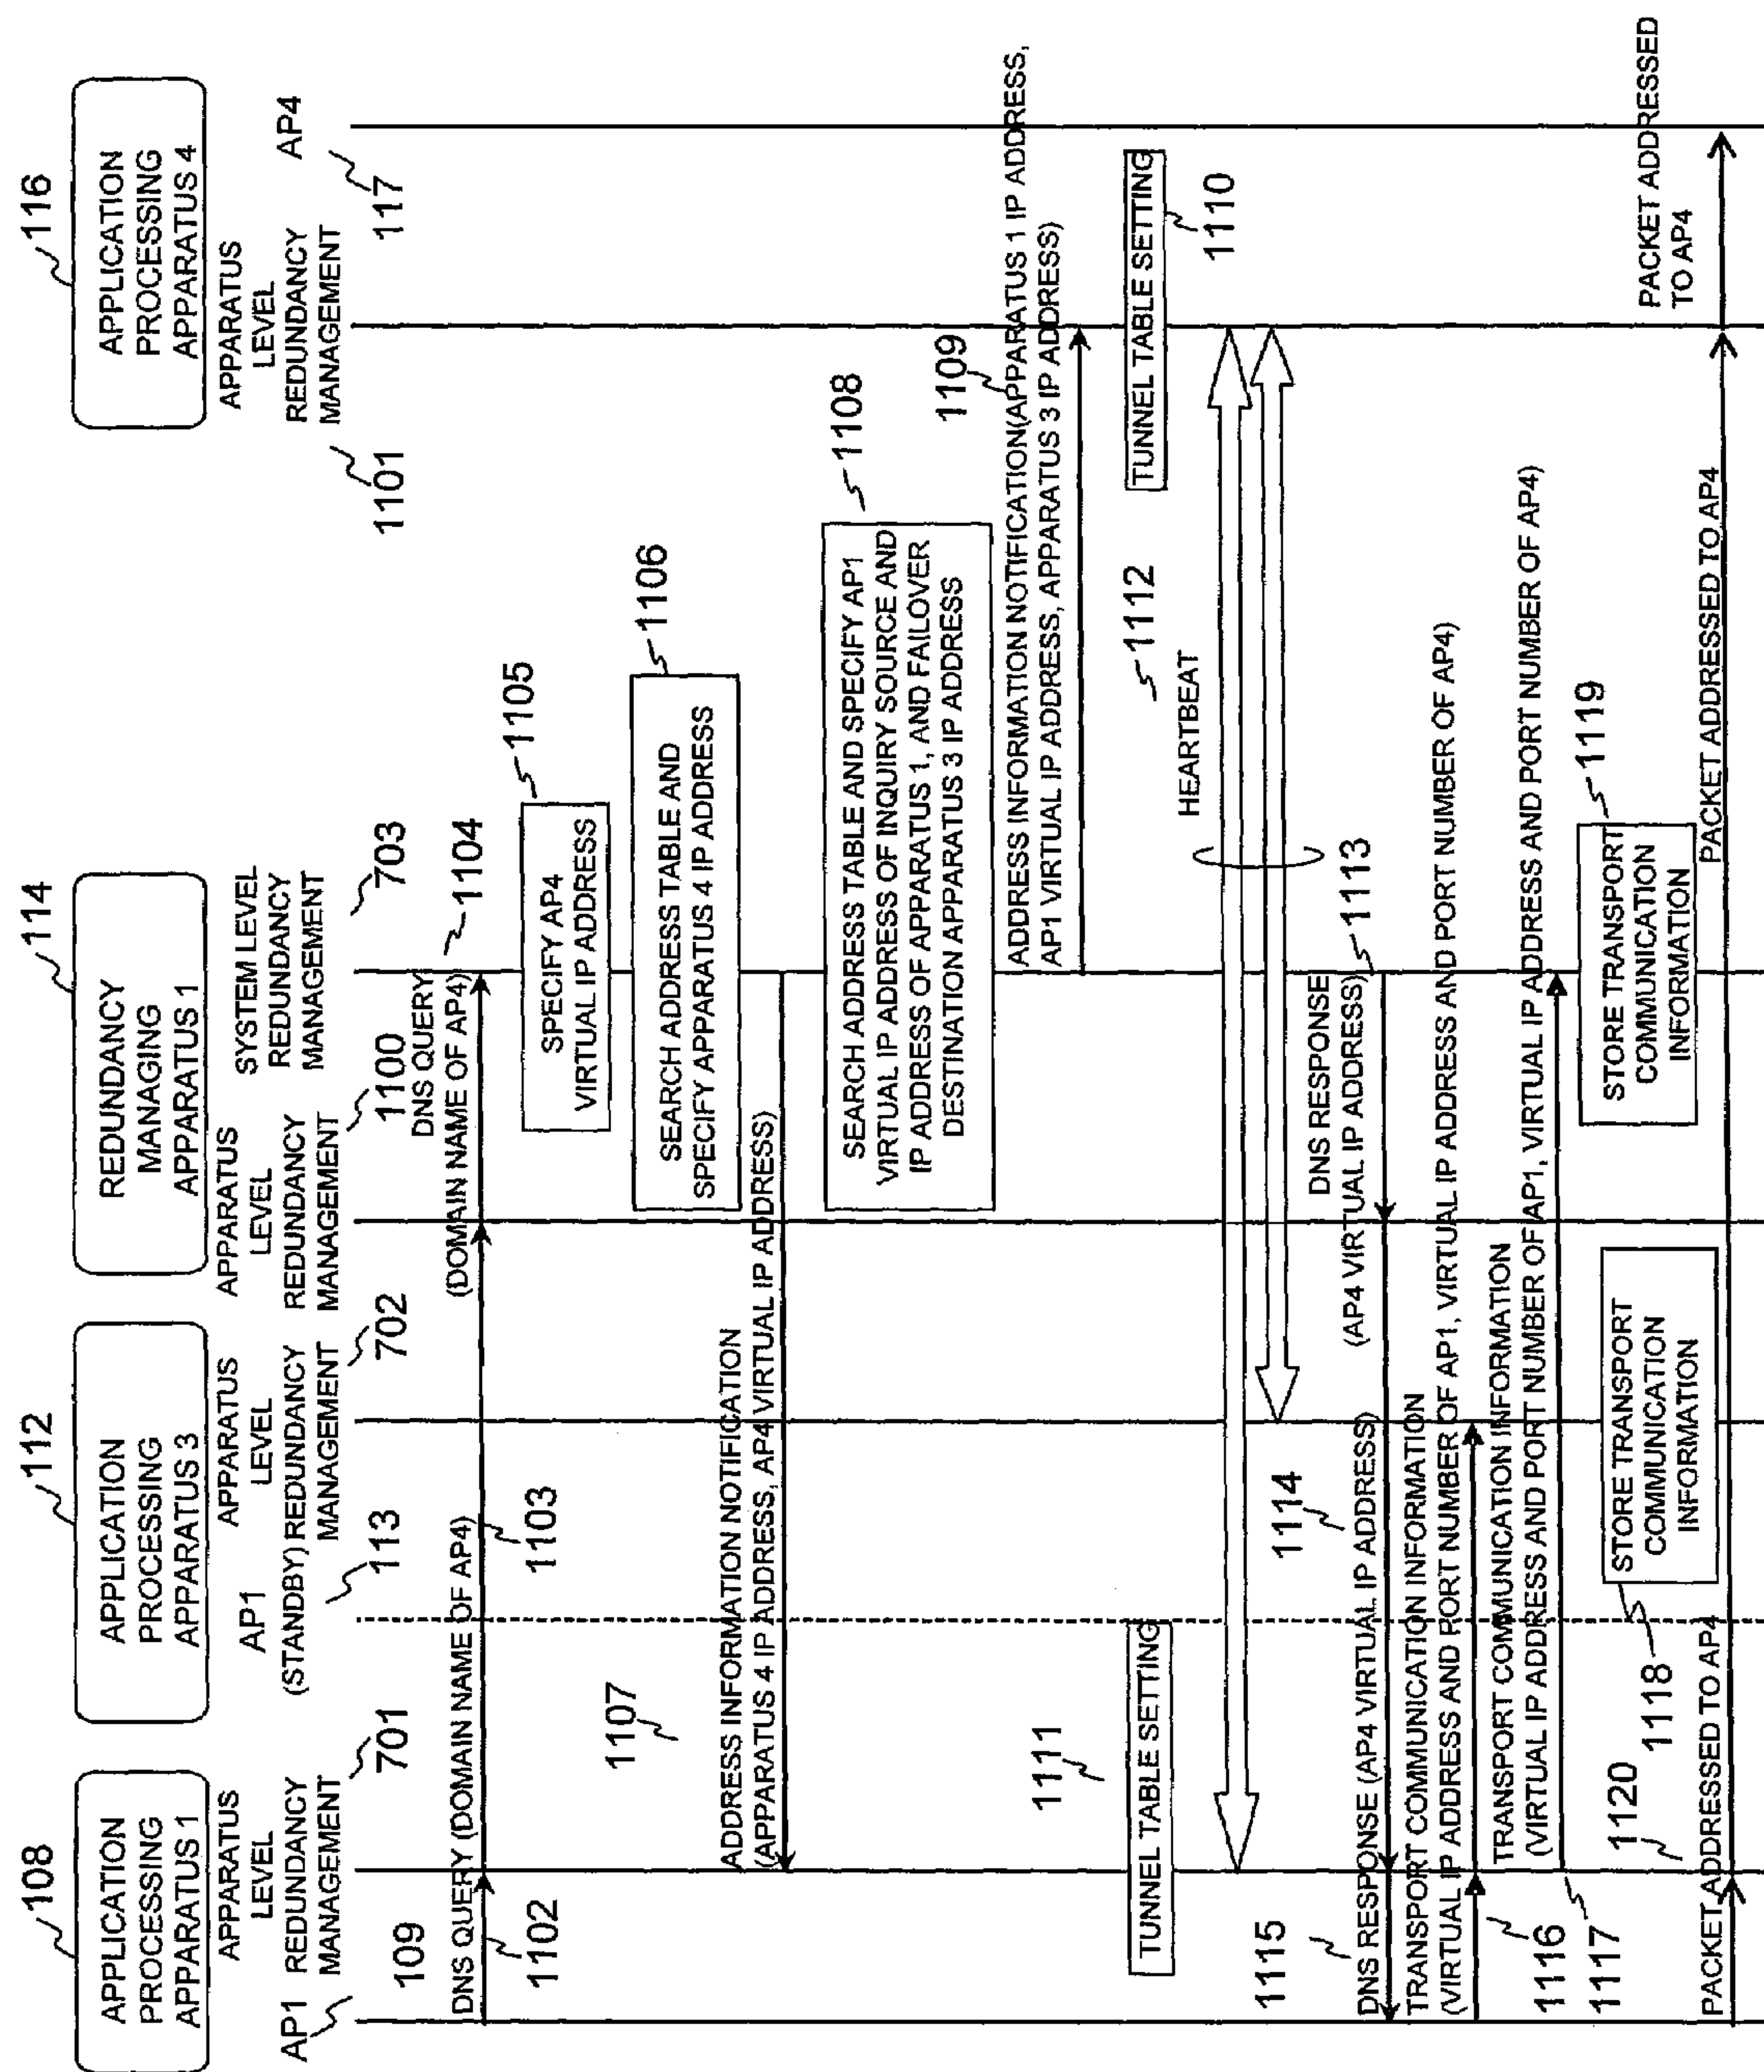 108
APPLICATION
PROCESSING
APPARATUS 1
112
APPLICATION
PROCESSING
APPARATUS 3
114
REDUNDANCY
MANAGING
APPARATUS 1
116
APPLICATION
PROCESSING
APPARATUS 4
AP1
109
APPARATUS
LEVEL
REDUNDANCY
MANAGEMENT
701
AP1
(STANDBY)
113
APPARATUS
LEVEL
REDUNDANCY
MANAGEMENT
702
APPARATUS
LEVEL
REDUNDANCY
MANAGEMENT
1100
SYSTEM LEVEL
REDUNDANCY
MANAGEMENT
703
APPARATUS
LEVEL
REDUNDANCY
MANAGEMENT
1101
AP4
117
DNS QUERY (DOMAIN NAME OF AP4)
1102
1103
DNS QUERY
(DOMAIN NAME OF AP4)
1104
SPECIFY AP4
VIRTUAL IP ADDRESS
1105
SEARCH ADDRESS TABLE AND
SPECIFY APPARATUS 4 IP ADDRESS
1106
1107
ADDRESS INFORMATION NOTIFICATION
(APPARATUS 4 IP ADDRESS, AP4 VIRTUAL IP ADDRESS)
SEARCH ADDRESS TABLE AND SPECIFY AP1
VIRTUAL IP ADDRESS OF INQUIRY SOURCE AND
IP ADDRESS OF APPARATUS 1, AND FAILOVER
DESTINATION APPARATUS 3 IP ADDRESS
1108
1109
ADDRESS INFORMATION NOTIFICATION(APPARATUS 1 IP ADDRESS,
AP1 VIRTUAL IP ADDRESS, APPARATUS 3 IP ADDRESS)
1111
TUNNEL TABLE SETTING
TUNNEL TABLE SETTING
1110
1112
HEARTBEAT
DNS RESPONSE
(AP4 VIRTUAL IP ADDRESS)
1113
1114
1115
DNS RESPONSE (AP4 VIRTUAL IP ADDRESS)
TRANSPORT COMMUNICATION INFORMATION
(VIRTUAL IP ADDRESS AND PORT NUMBER OF AP1, VIRTUAL IP ADDRESS AND PORT NUMBER OF AP4)
1116
TRANSPORT COMMUNICATION INFORMATION
(VIRTUAL IP ADDRESS AND PORT NUMBER OF AP1, VIRTUAL IP ADDRESS AND PORT NUMBER OF AP4)
1117
STORE TRANSPORT
COMMUNICATION
INFORMATION
1118
STORE TRANSPORT
COMMUNICATION
INFORMATION
1119
1120
PACKET ADDRESSED TO AP4
PACKET ADDRESSED TO AP4
PACKET ADDRESSED
TO AP4